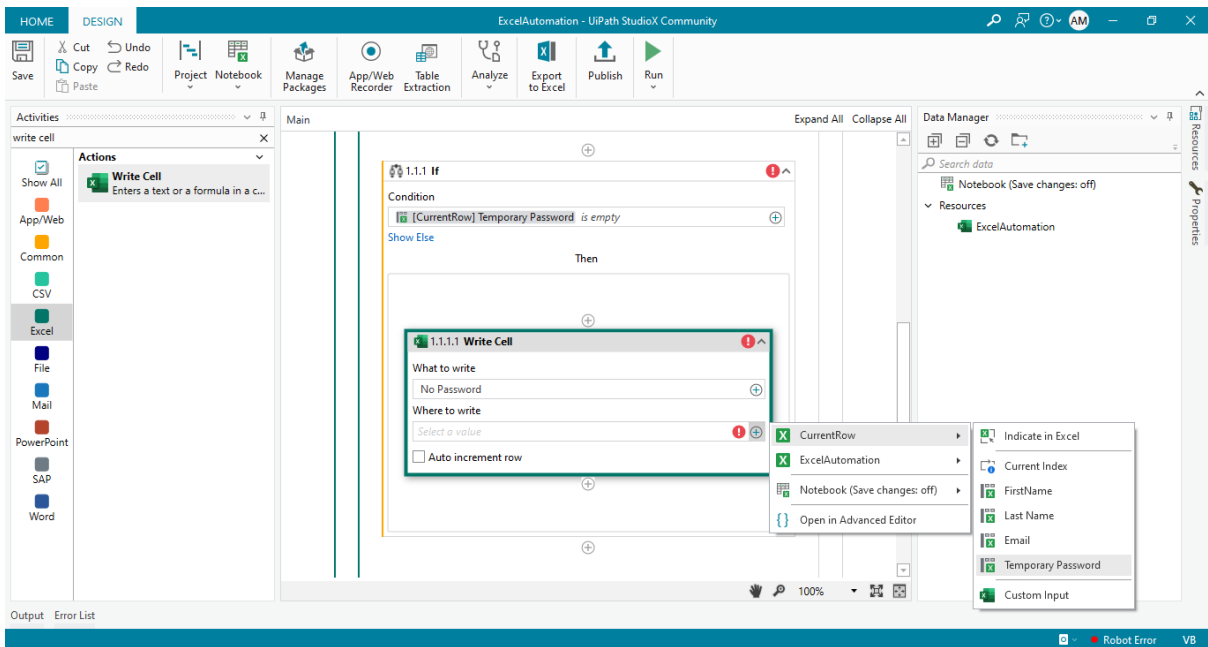 HOME DESIGN ExcelAutomation - UiPath StudioX Community AM
Save
Cut
Copy
Paste
Undo
Redo
Project
Notebook
Manage
Packages
App/Web
Recorder
Table
Extraction
Analyze
Export
to Excel
Publish
Run
Activities
write cell
Show All
App/Web
Common
CSV
Excel
File
Mail
PowerPoint
SAP
Word
Actions
Write Cell
Enters a text or a formula in a c...
Main Expand All Collapse All
1.1.1 If
Condition
[CurrentRow] Temporary Password is empty
Show Else
Then
1.1.1.1 Write Cell
What to write
No Password
Where to write
Select a value
Auto increment row
CurrentRow
ExcelAutomation
Notebook (Save changes: off)
{ } Open in Advanced Editor
Indicate in Excel
Current Index
FirstName
Last Name
Email
Temporary Password
Custom Input
100%
Data Manager
Search data
Notebook (Save changes: off)
Resources
ExcelAutomation
Resources
Properties
Output Error List
Robot Error VB